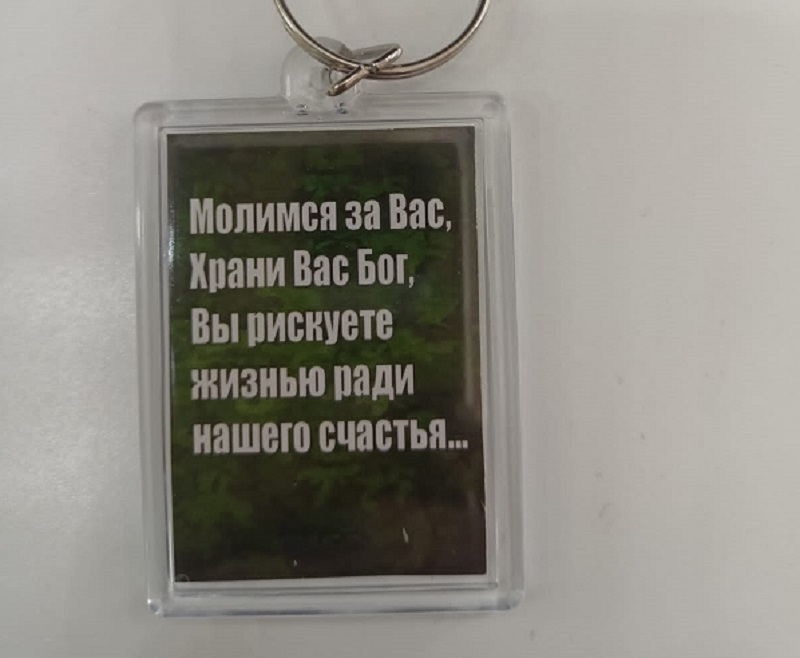 Молимся за Вас,
Храни Вас Бог,
Вы рискуете
жизнью ради
нашего счастья...